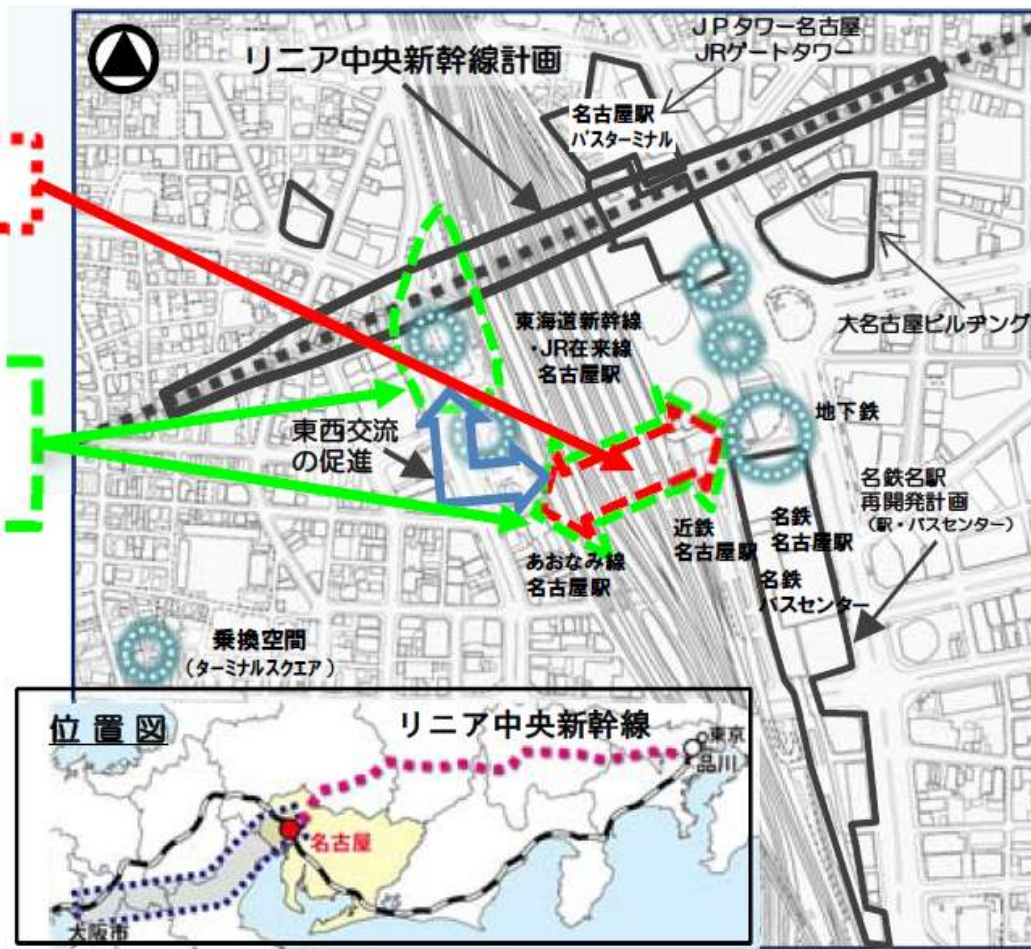 JPタワー名古屋
JRゲートタワー
リニア中央新幹線計画
名古屋駅
バスターミナル
大名古屋ビルヂング
東海道新幹線
・JR在来線
名古屋駅
地下鉄
東西交流
の促進
名鉄名駅
再開発計画
(駅・バスセンター)
近鉄
名古屋駅
名鉄
名古屋駅
あおなみ線
名古屋駅
名鉄
バスセンター
乗換空間
(ターミナルスクエア)
位置図
リニア中央新幹線
東京
品川
名古屋
大阪市